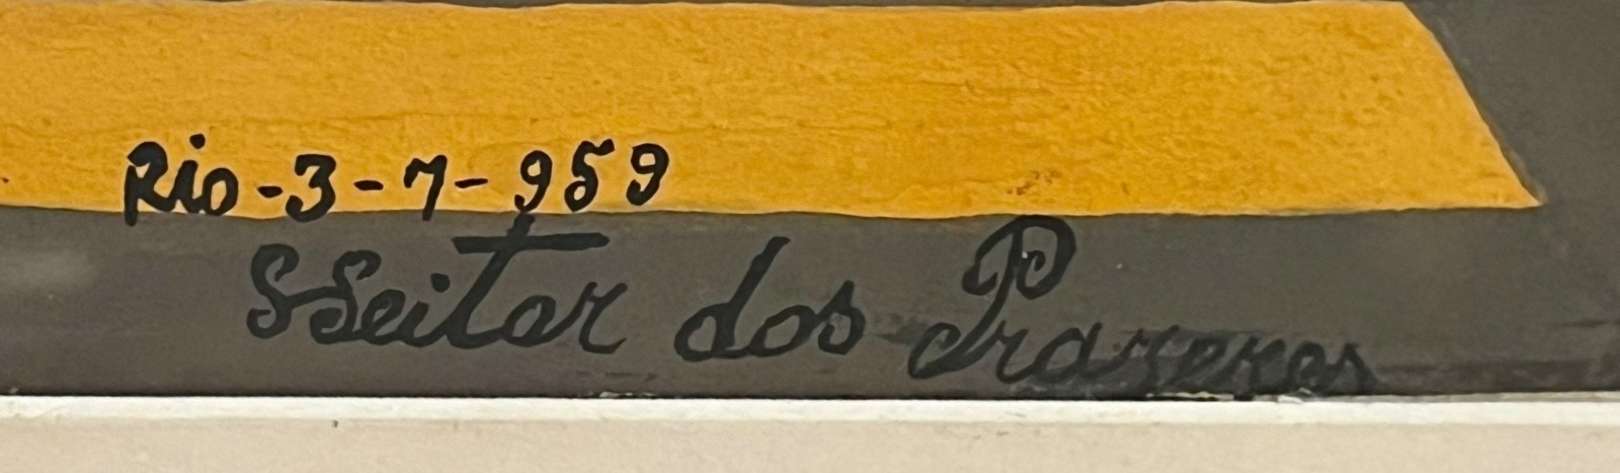 Rio-3-7-959
Heitor dos Prazeres